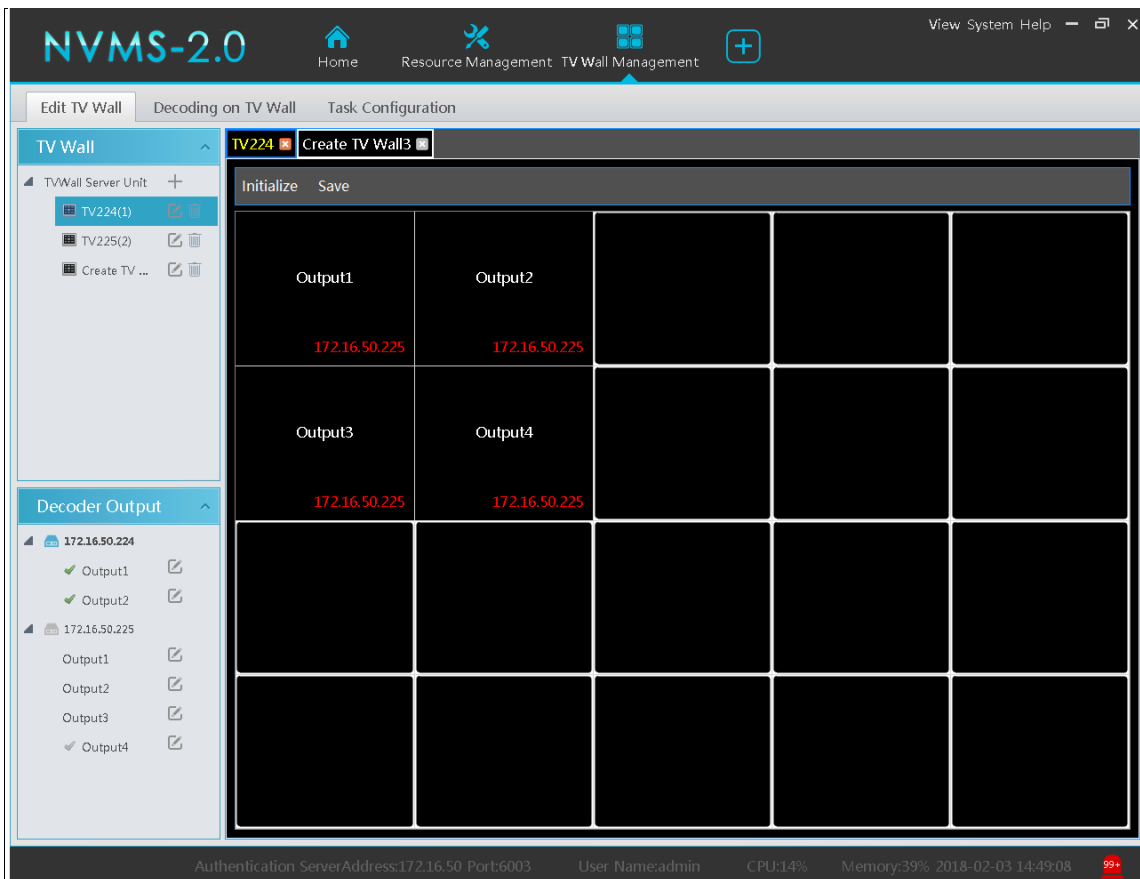 NVMS-2.0
Home
Resource Management
TV Wall Management
View System Help
Edit TV Wall
Decoding on TV Wall
Task Configuration
TV Wall
TVWall Server Unit
TV224(1)
TV225(2)
Create TV ...
Decoder Output
172.16.50.224
Output1
Output2
172.16.50.225
Output1
Output2
Output3
Output4
TV224
Create TV Wall3
Initialize Save
Output1 Output2
172.16.50.225 172.16.50.225
Output3 Output4
172.16.50.225 172.16.50.225
Authentication ServerAddress:172.16.50 Port:6003 User Name:admin CPU:14% Memory:39% 2018-02-03 14:49:08 99+